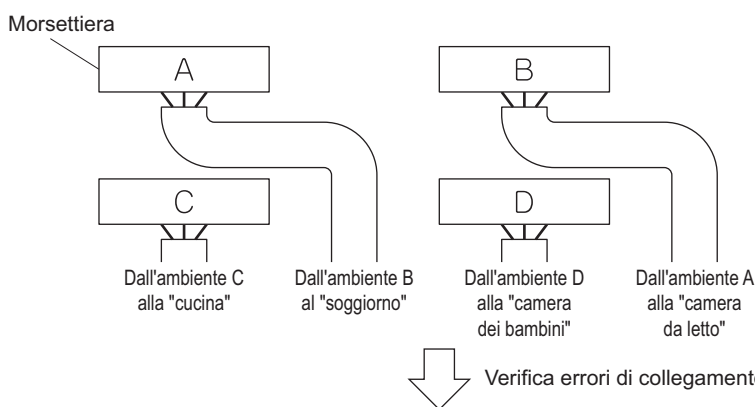 Morsettiera
A
B
C
D
Dall'ambiente C
alla "cucina"
Dall'ambiente B
al "soggiorno"
Dall'ambiente D
alla "camera
dei bambini"
Dall'ambiente A
alla "camera
da letto"
Verifica errori di collegamento